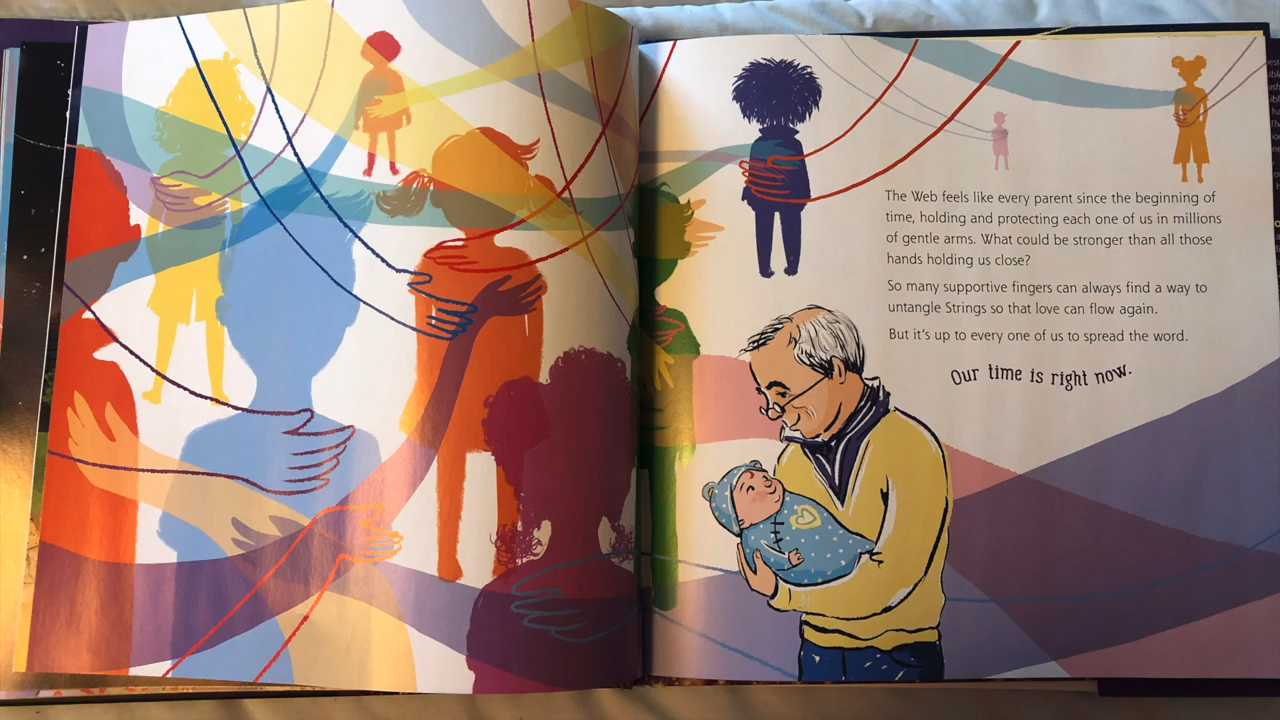 The Web feels like every parent since the beginning of
time, holding and protecting each one of us in millions
of gentle arms. What could be stronger than all those
hands holding us close?
So many supportive fingers can always find a way to
untangle Strings so that love can flow again.
But it's up to every one of us to spread the word.
Our time is right now.